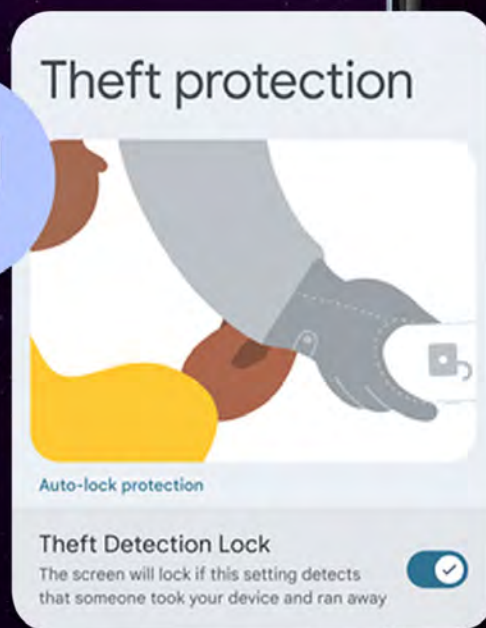 Theft protection
Auto-lock protection
Theft Detection Lock
The screen will lock if this setting detects
that someone took your device and ran away